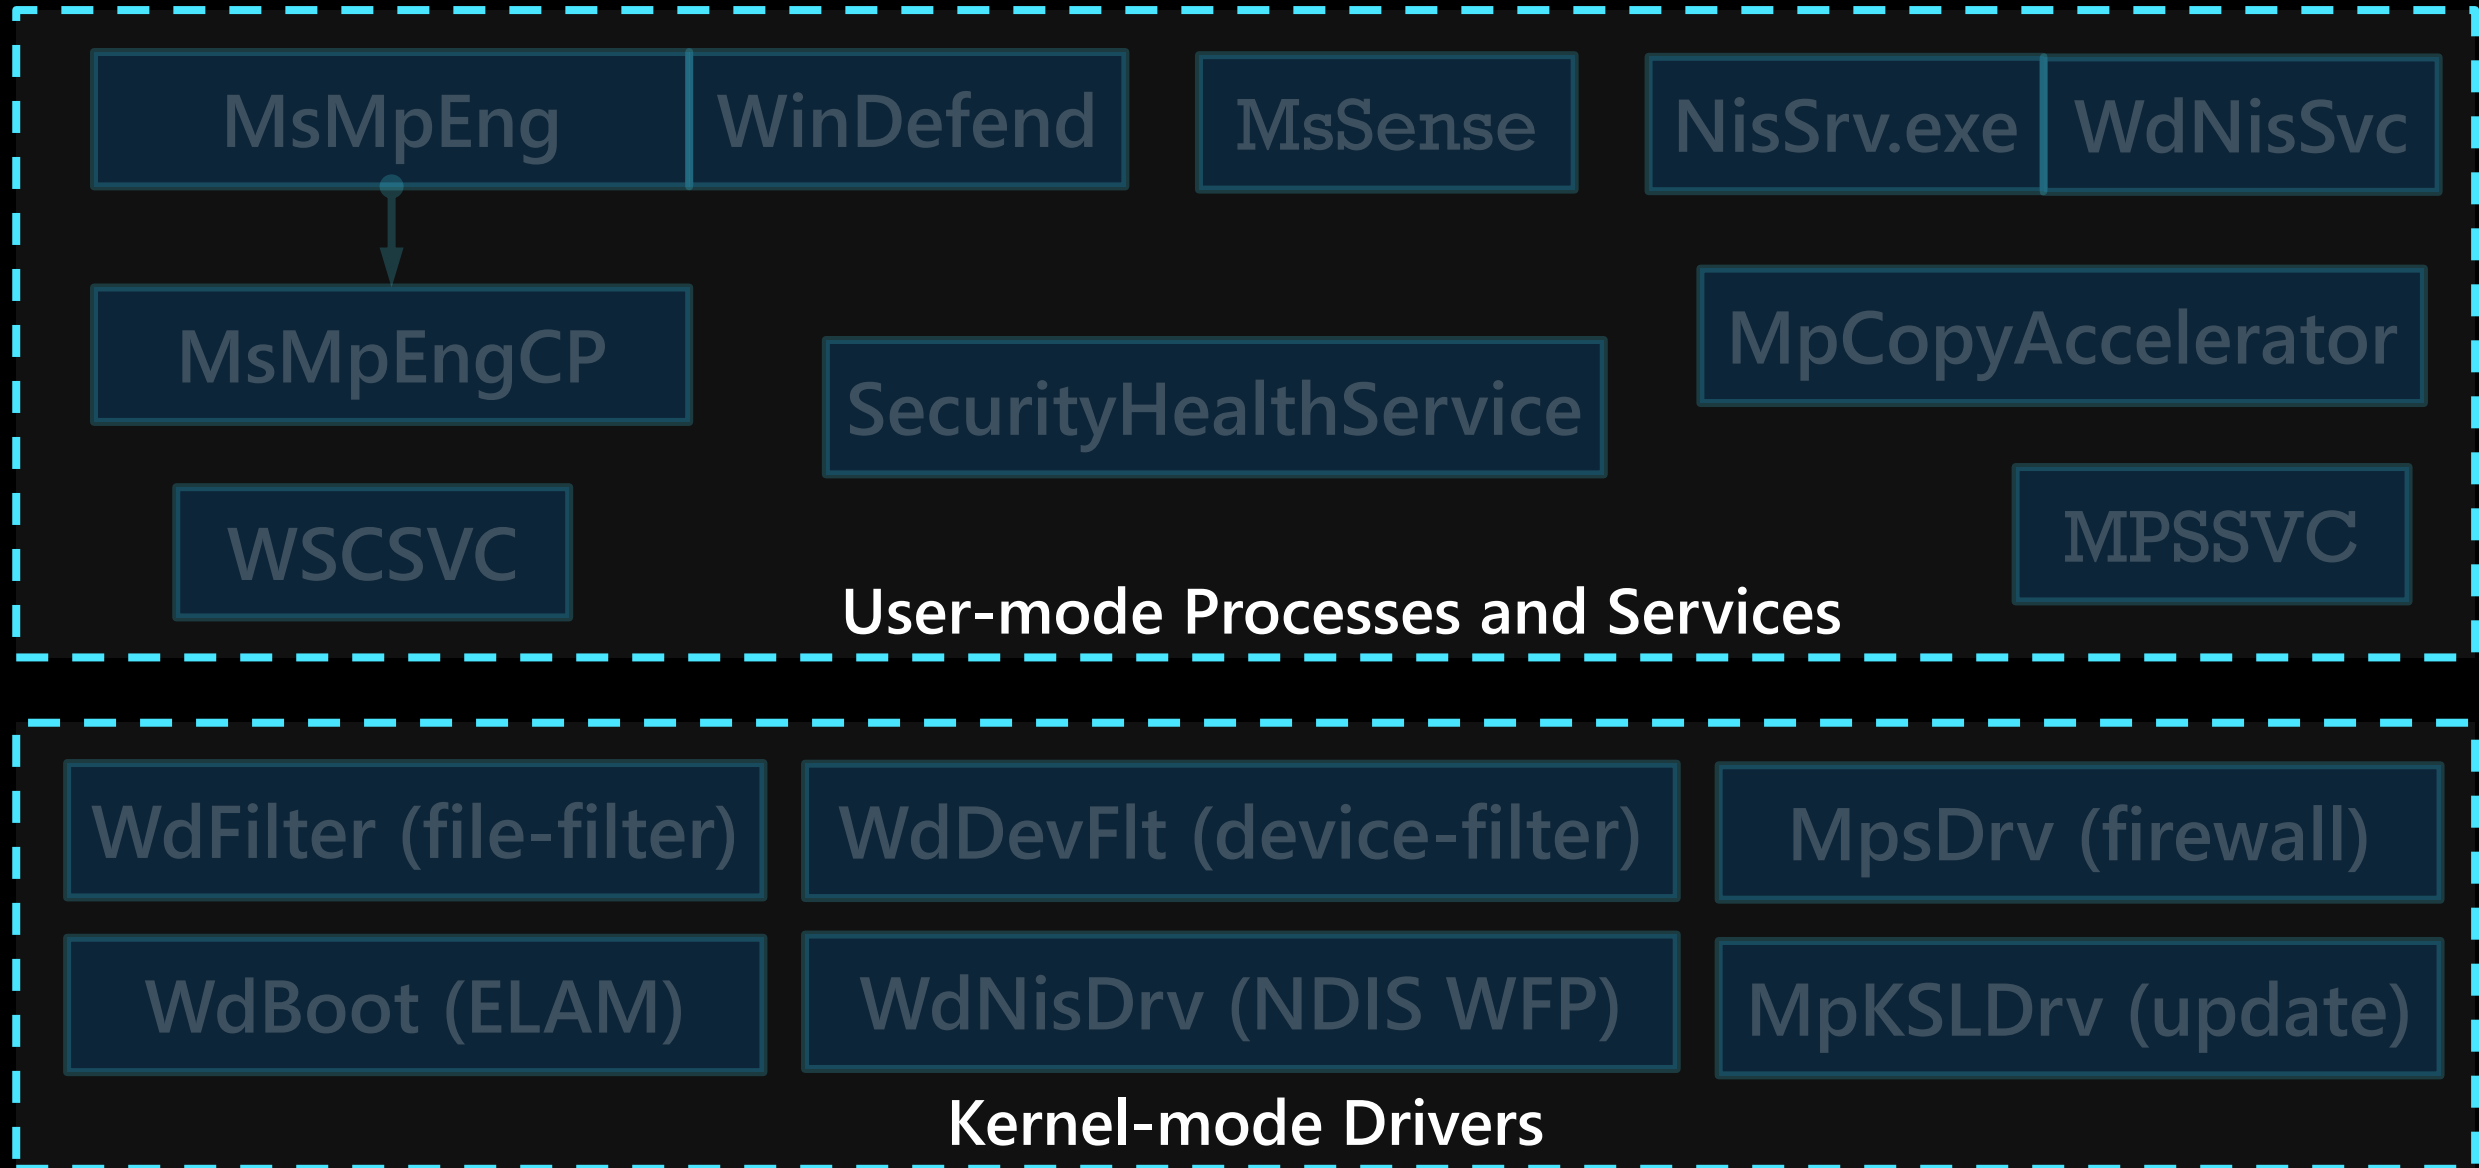 MsMpEng
WinDefend
MsSense
NisSrv.exe
WdNisSvc
MsMpEngCP
SecurityHealthService
MpCopyAccelerator
WSCSVC
MPSSVC
User-mode Processes and Services
WdFilter (file-filter)
WdDevFlt (device-filter)
MpsDrv (firewall)
WdBoot (ELAM)
WdNisDrv (NDIS WFP)
MpKSLDrv (update)
Kernel-mode Drivers